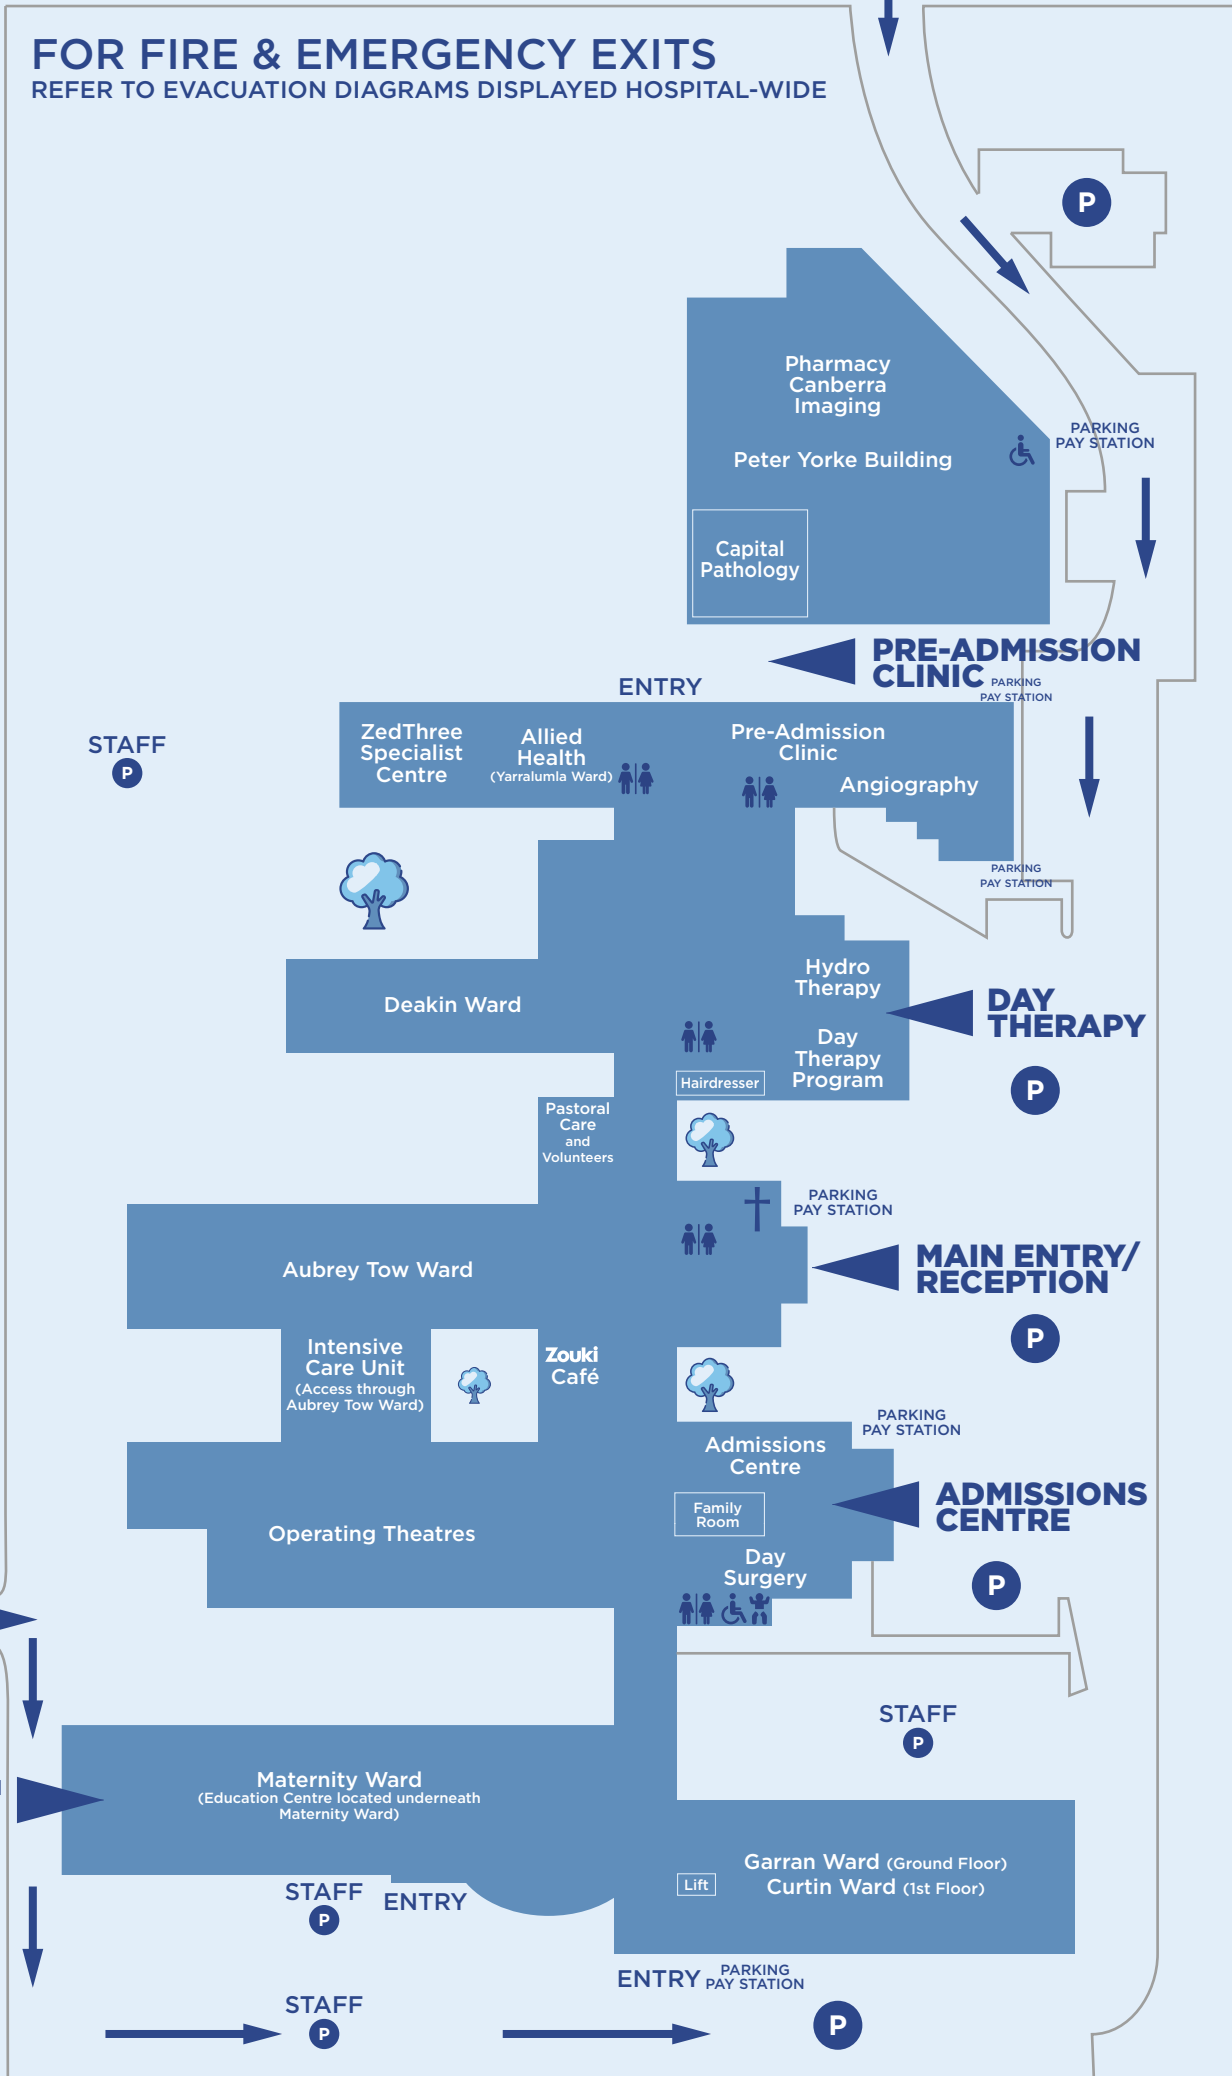 FOR FIRE & EMERGENCY EXITS
REFER TO EVACUATION DIAGRAMS DISPLAYED HOSPITAL-WIDE
P
Pharmacy
Canberra
Imaging
Peter Yorke Building
PARKING
PAY STATION
Capital
Pathology
PRE-ADMISSION
CLINIC
PARKING
PAY STATION
ENTRY
STAFF
P
ZedThree
Specialist
Centre
Allied
Health
(Yarralumla Ward)
Pre-Admission
Clinic
Angiography
PARKING
PAY STATION
Deakin Ward
Hydro
Therapy
DAY
THERAPY
Day
Therapy
Program
Hairdresser
P
Pastoral
Care
and
Volunteers
PARKING
PAY STATION
Aubrey Tow Ward
MAIN ENTRY/
RECEPTION
P
Intensive
Care Unit
(Access through
Aubrey Tow Ward)
Zouki
Café
PARKING
PAY STATION
Admissions
Centre
Family
Room
ADMISSIONS
CENTRE
Operating Theatres
Day
Surgery
P
STAFF
P
Maternity Ward
(Education Centre located underneath
Maternity Ward)
Garran Ward (Ground Floor)
Curtin Ward (1st Floor)
Lift
STAFF
P
ENTRY
ENTRY
PARKING
PAY STATION
STAFF
P
P